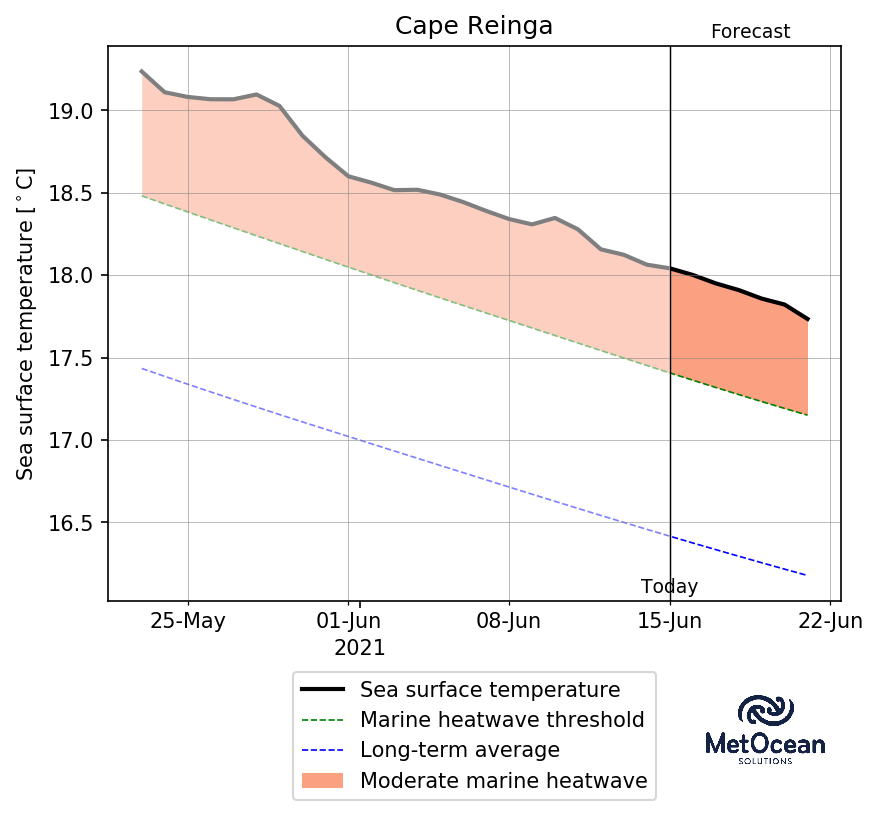 Cape Reinga
Forecast
Sea surface temperature [°C]
19.0
18.5
18.0
17.5
17.0
16.5
Today
25-May 01-Jun 08-Jun 15-Jun 22-Jun
2021
Sea surface temperature
Marine heatwave threshold
Long-term average
Moderate marine heatwave
MetOcean
SOLUTIONS